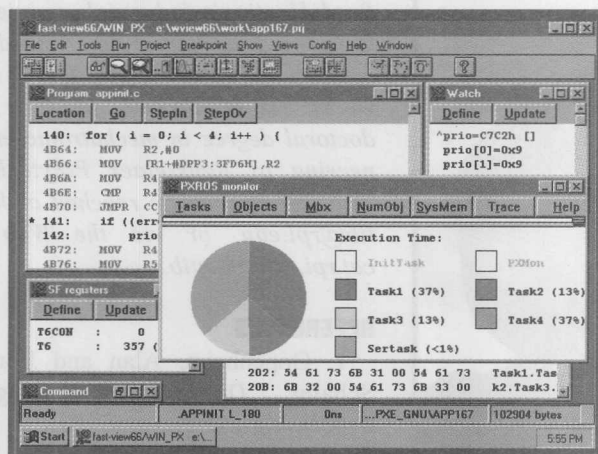 fast-view66/WIN_PX e:\wview66\work\app167.prj
File Edit Tools Run Project Breakpoint Show Views Config Help Window
Program: appinit.c
Location Go StepIn StepOv
140: for ( i = 0; i < 4; i++ ) {
4B64: MOV R2,#0
4B66: MOV [R1+#DPP3:3FD6H],R2
4B6A: MOV R4
4B6E: CMP R4
4B70: JMPR CC
* 141: if ((erro
142: prio
4B72: MOV R4
4B76: MOV R5
Watch
Define Update
^prio=C7C2h []
prio[0]=0x9
prio[1]=0x9
PXROS monitor
Tasks Objects Mbx NumObj SysMem Trace Help
Execution Time:
InitTask PXMon
Task1 (37%) Task2 (13%)
Task3 (13%) Task4 (37%)
Sertask (<1%)
SF registers
Define Update
T6CON : 0
T6 : 357 (
202: 54 61 73 6B 31 00 54 61 73 Task1.Tas
20B: 6B 32 00 54 61 73 6B 33 00 k2.Task3.
Command
Ready .APPINIT L_180 0ns ...PXE_GNU\APP167 102904 bytes
Start fast-view66/WIN_PX e:\... 5:55 PM